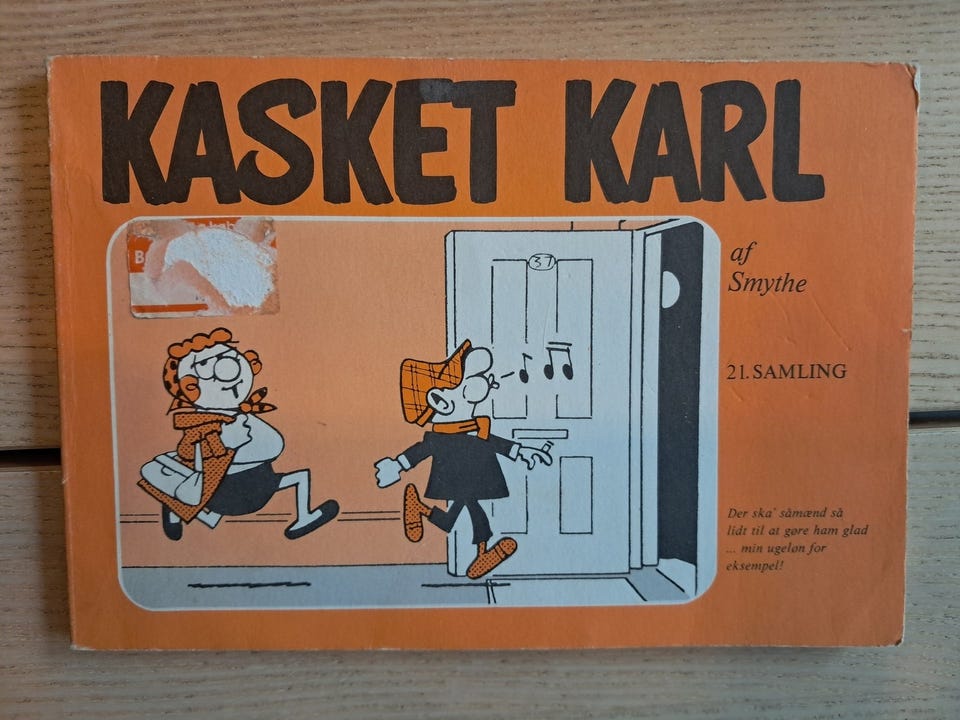 KASKET KARL
af
Smythe
21. SAMLING
37
Der ska' såmænd så
lidt til at gøre ham glad
... min ugeløn for
eksempel!